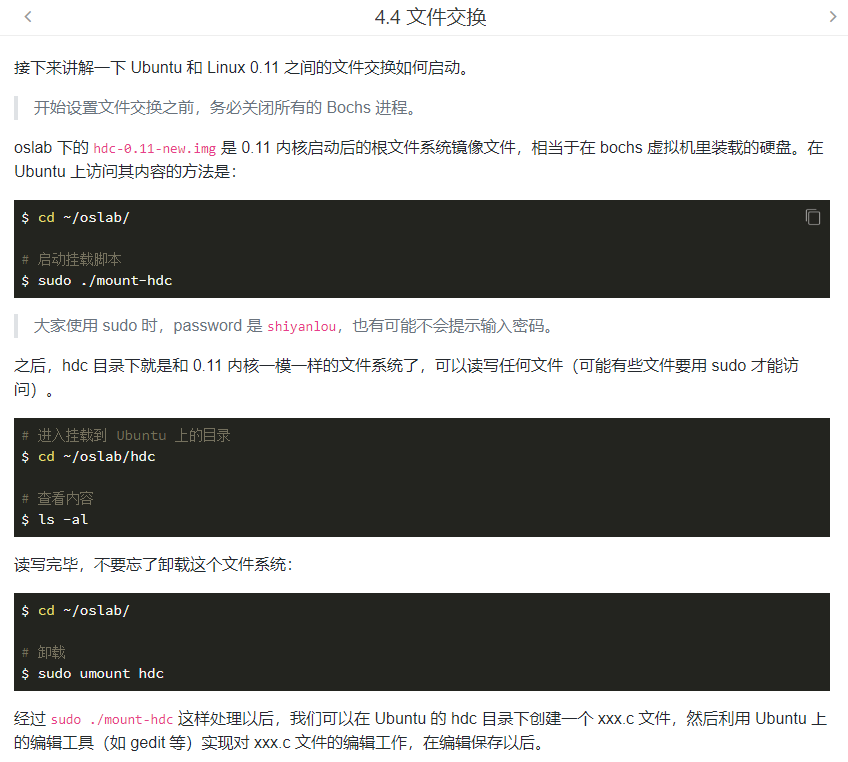 4.4 文件交换
接下来讲解一下 Ubuntu 和 Linux 0.11 之间的文件交换如何启动。
开始设置文件交换之前，务必关闭所有的 Bochs 进程。
oslab 下的 hdc-0.11-new.img 是 0.11 内核启动后的根文件系统镜像文件，相当于在 bochs 虚拟机里装载的硬盘。在
Ubuntu 上访问其内容的方法是：
$ cd ~/oslab/
# 启动挂载脚本
$ sudo ./mount-hdc
大家使用 sudo 时，password 是 shiyanlou，也有可能不会提示输入密码。
之后，hdc 目录下就是和 0.11 内核一模一样的文件系统了，可以读写任何文件（可能有些文件要用 sudo 才能访
问）。
# 进入挂载到 Ubuntu 上的目录
$ cd ~/oslab/hdc
# 查看内容
$ ls -al
读写完毕，不要忘了卸载这个文件系统：
$ cd ~/oslab/
# 卸载
$ sudo umount hdc
经过 sudo ./mount-hdc 这样处理以后，我们可以在 Ubuntu 的 hdc 目录下创建一个 xxx.c 文件，然后利用 Ubuntu 上
的编辑工具（如 gedit 等）实现对 xxx.c 文件的编辑工作，在编辑保存以后。